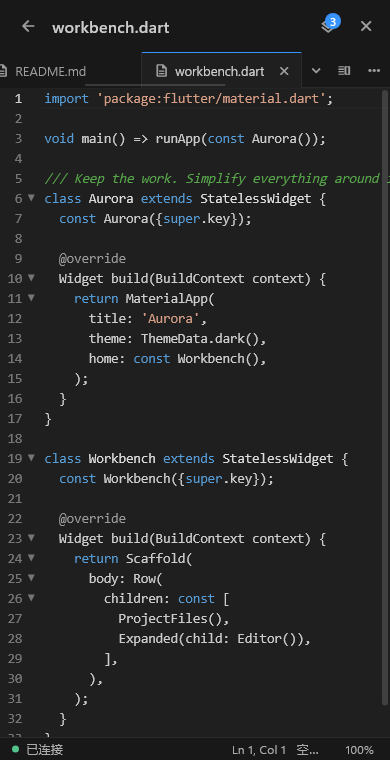 workbench.dart
3
README.md
workbench.dart
1 import 'package:flutter/material.dart';
2
3 void main() => runApp(const Aurora());
4
5 /// Keep the work. Simplify everything around
6 class Aurora extends StatelessWidget {
7   const Aurora({super.key});
8
9   @override
10   Widget build(BuildContext context) {
11     return MaterialApp(
12       title: 'Aurora',
13       theme: ThemeData.dark(),
14       home: const Workbench(),
15     );
16   }
17 }
18
19 class Workbench extends StatelessWidget {
20   const Workbench({super.key});
21
22   @override
23   Widget build(BuildContext context) {
24     return Scaffold(
25       body: Row(
26         children: const [
27           ProjectFiles(),
28           Expanded(child: Editor()),
29         ],
30       ),
31     );
32   }
已连接 Ln 1, Col 1 空... 100%